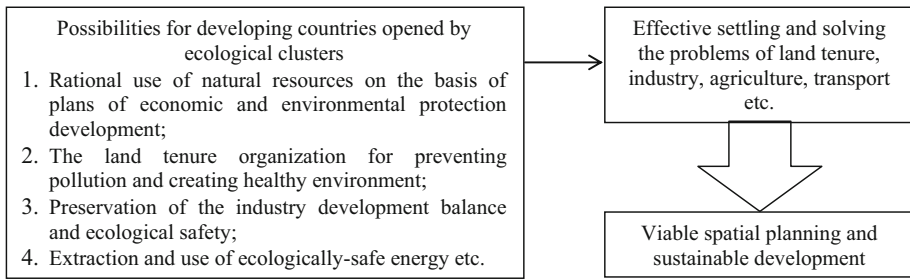 Possibilities for developing countries opened by
ecological clusters
1. Rational use of natural resources on the basis of
plans of economic and environmental protection
development;
2. The land tenure organization for preventing
pollution and creating healthy environment;
3. Preservation of the industry development balance
and ecological safety;
4. Extraction and use of ecologically-safe energy etc.
Effective settling and solving
the problems of land tenure,
industry, agriculture, transport
etc.
Viable spatial planning and
sustainable development